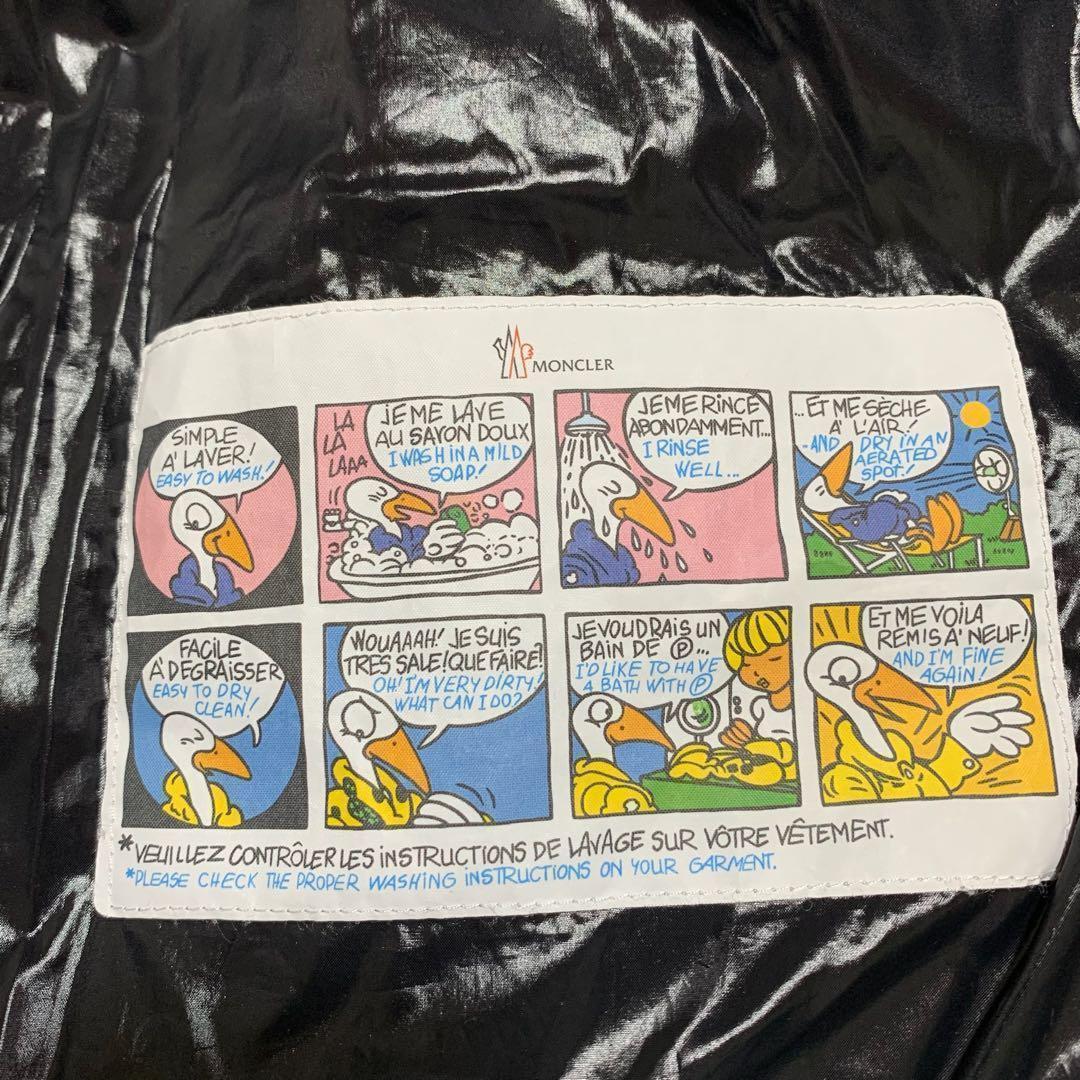 MONCLER
SIMPLE
A' LAVER!
EASY TO WASH!
LA
LA
LAAA
JE ME LAVE
AU SAVON DOUX
I WASH IN A MILD
SOAP!
JE ME RINCE
ABONDAMMENT...
I RINSE
WELL...
...ET ME SÈCHE
A' L'AIR!
-AND DRY IN AN
AERATED
SPOT!
FACILE
A' DEGRAISSER
EASY TO DRY
CLEAN!
WOUAAAH! JE SUIS
TRES SALE! QUE FAIRE?
OH! I'M VERY DIRTY!
WHAT CAN I DO?
JE VOUDRAIS UN
BAIN DE Ⓟ...
I'D LIKE TO HAVE
A BATH WITH Ⓟ
ET ME VOILA
REMIS A' NEUF!
AND I'M FINE
AGAIN!
*VEUILLEZ CONTRÔLER LES INSTRUCTIONS DE LAVAGE SUR VÔTRE VÊTEMENT.
*PLEASE CHECK THE PROPER WASHING INSTRUCTIONS ON YOUR GARMENT.